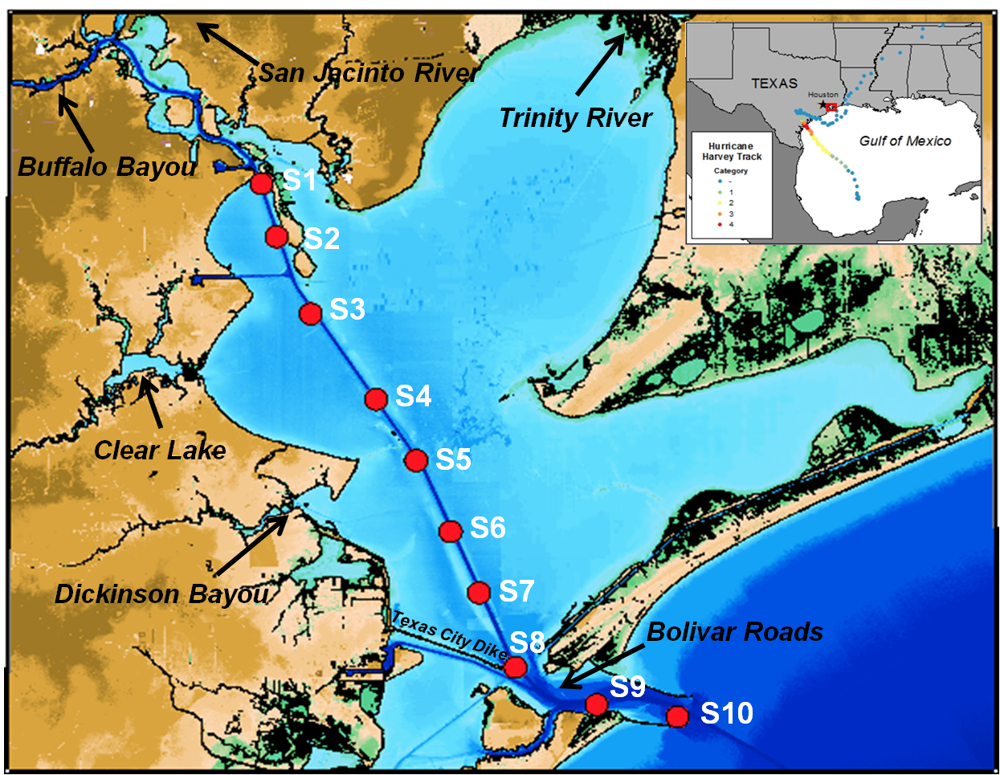 San Jacinto River
Trinity River
Buffalo Bayou
TEXAS
Houston
Gulf of Mexico
Hurricane
Harvey Track
Category
-
1
2
3
4
S1
S2
S3
S4
Clear Lake
S5
S6
Dickinson Bayou
S7
Texas City Dike
S8
Bolivar Roads
S9
S10